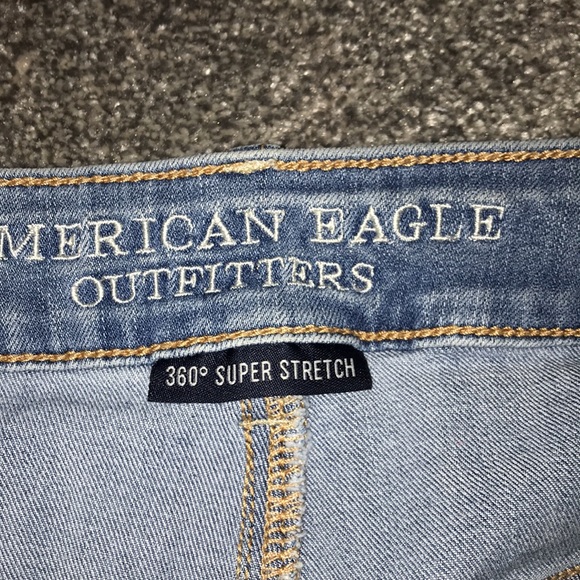 MERICAN EAGLE
OUTFITTERS
360° SUPER STRETCH